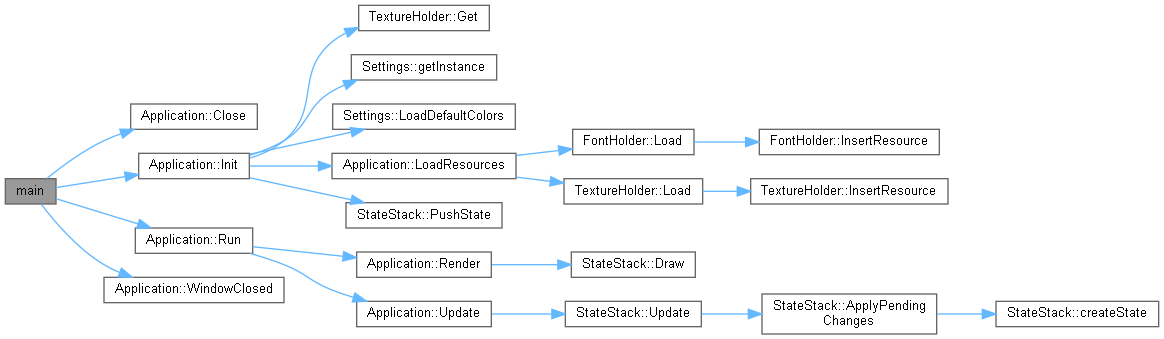 main
Application::Close
Application::Init
TextureHolder::Get
Settings::getInstance
Settings::LoadDefaultColors
Application::LoadResources
FontHolder::Load
FontHolder::InsertResource
TextureHolder::Load
TextureHolder::InsertResource
StateStack::PushState
Application::Run
Application::Render
StateStack::Draw
Application::Update
StateStack::Update
StateStack::ApplyPending
Changes
StateStack::createState
Application::WindowClosed